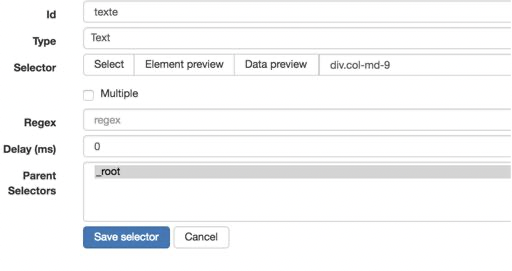 Id texte
Type Text
Selector Select Element preview Data preview div.col-md-9
Multiple
Regex regex
Delay (ms) 0
Parent _root
Selectors
Save selector Cancel